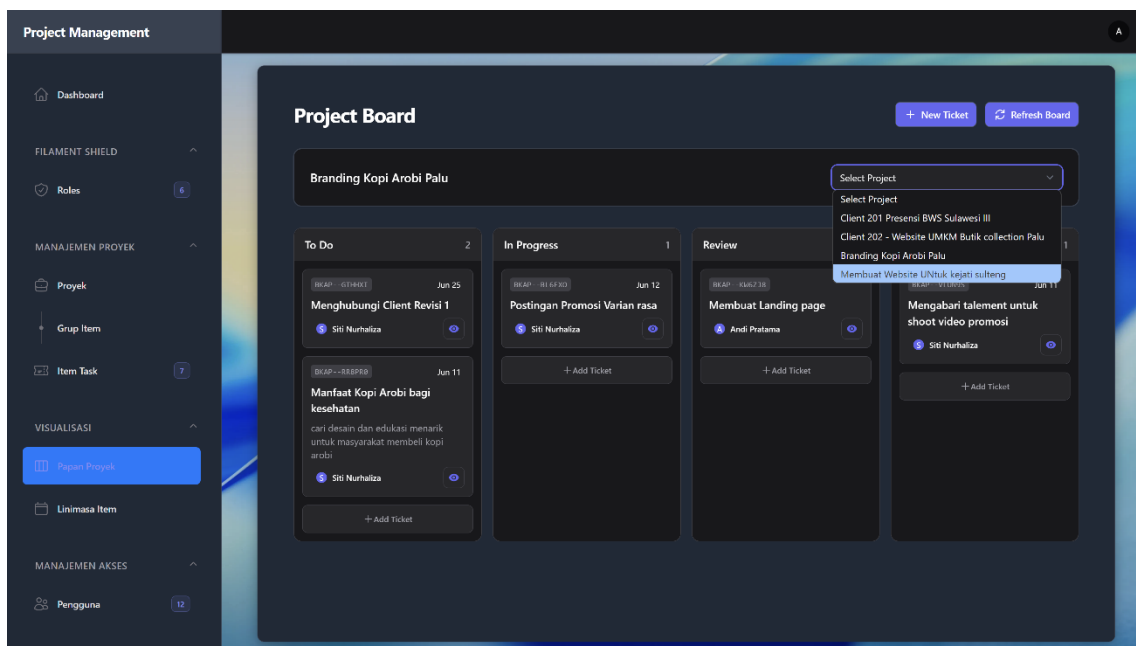 Project Management
A
Dashboard
FILAMENT SHIELD
Roles
6
MANAJEMEN PROYEK
Proyek
Grup Item
Item Task
7
VISUALISASI
Papan Proyek
Linimasa Item
MANAJEMEN AKSES
Pengguna
12
Project Board
New Ticket
Refresh Board
Branding Kopi Arobi Palu
Select Project
Select Project
Client 201 Presensi BWS Sulawesi III
Client 202 - Website UMKM Butik collection Palu
Branding Kopi Arobi Palu
Membuat Website UNtuk kejati sulteng
To Do
2
Jun 25
Menghubungi Client Revisi 1
S Siti Nurhaliza
BKAP--RR8PR0
Jun 11
Manfaat Kopi Arobi bagi
kesehatan
cari desain dan edukasi menarik
untuk masyarakat membeli kopi
arobi
S Siti Nurhaliza
+ Add Ticket
In Progress
1
Jun 12
Postingan Promosi Varian rasa
S Siti Nurhaliza
+ Add Ticket
Review
Membuat Landing page
A Andi Pratama
+ Add Ticket
1
Jun 11
Mengabari talement untuk
shoot video promosi
S Siti Nurhaliza
+ Add Ticket